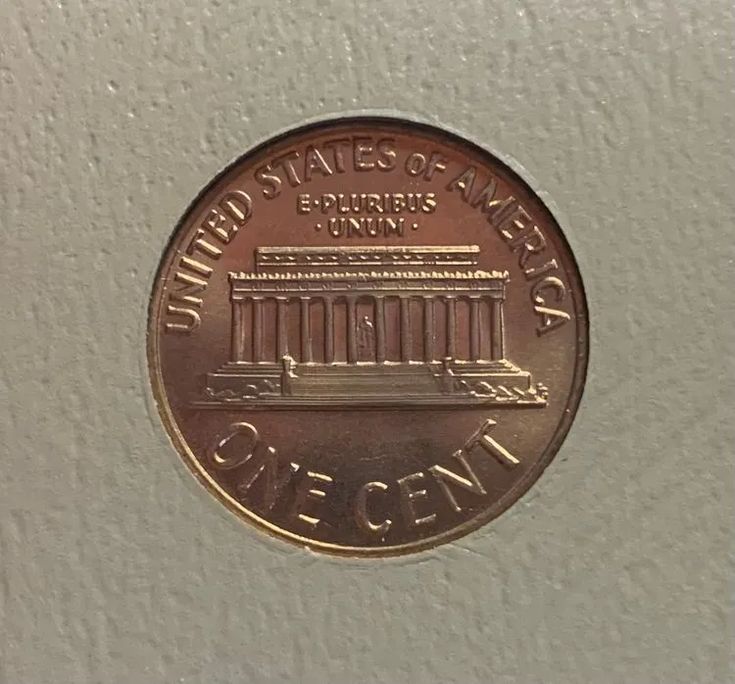 UNITED STATES OF AMERICA
E·PLURIBUS
·UNUM·
ONE CENT